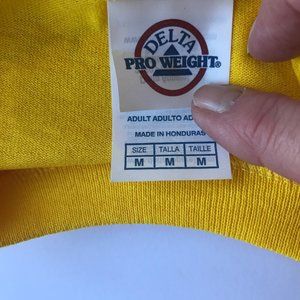 DELTA
PRO WEIGHT®
ADULT ADULTO AD
MADE IN HONDURAS
SIZE TALLA TAILLE
M M M